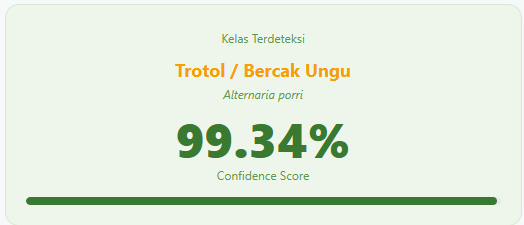 Kelas Terdeteksi
Trotol / Bercak Ungu
Alternaria porri
99.34%
Confidence Score